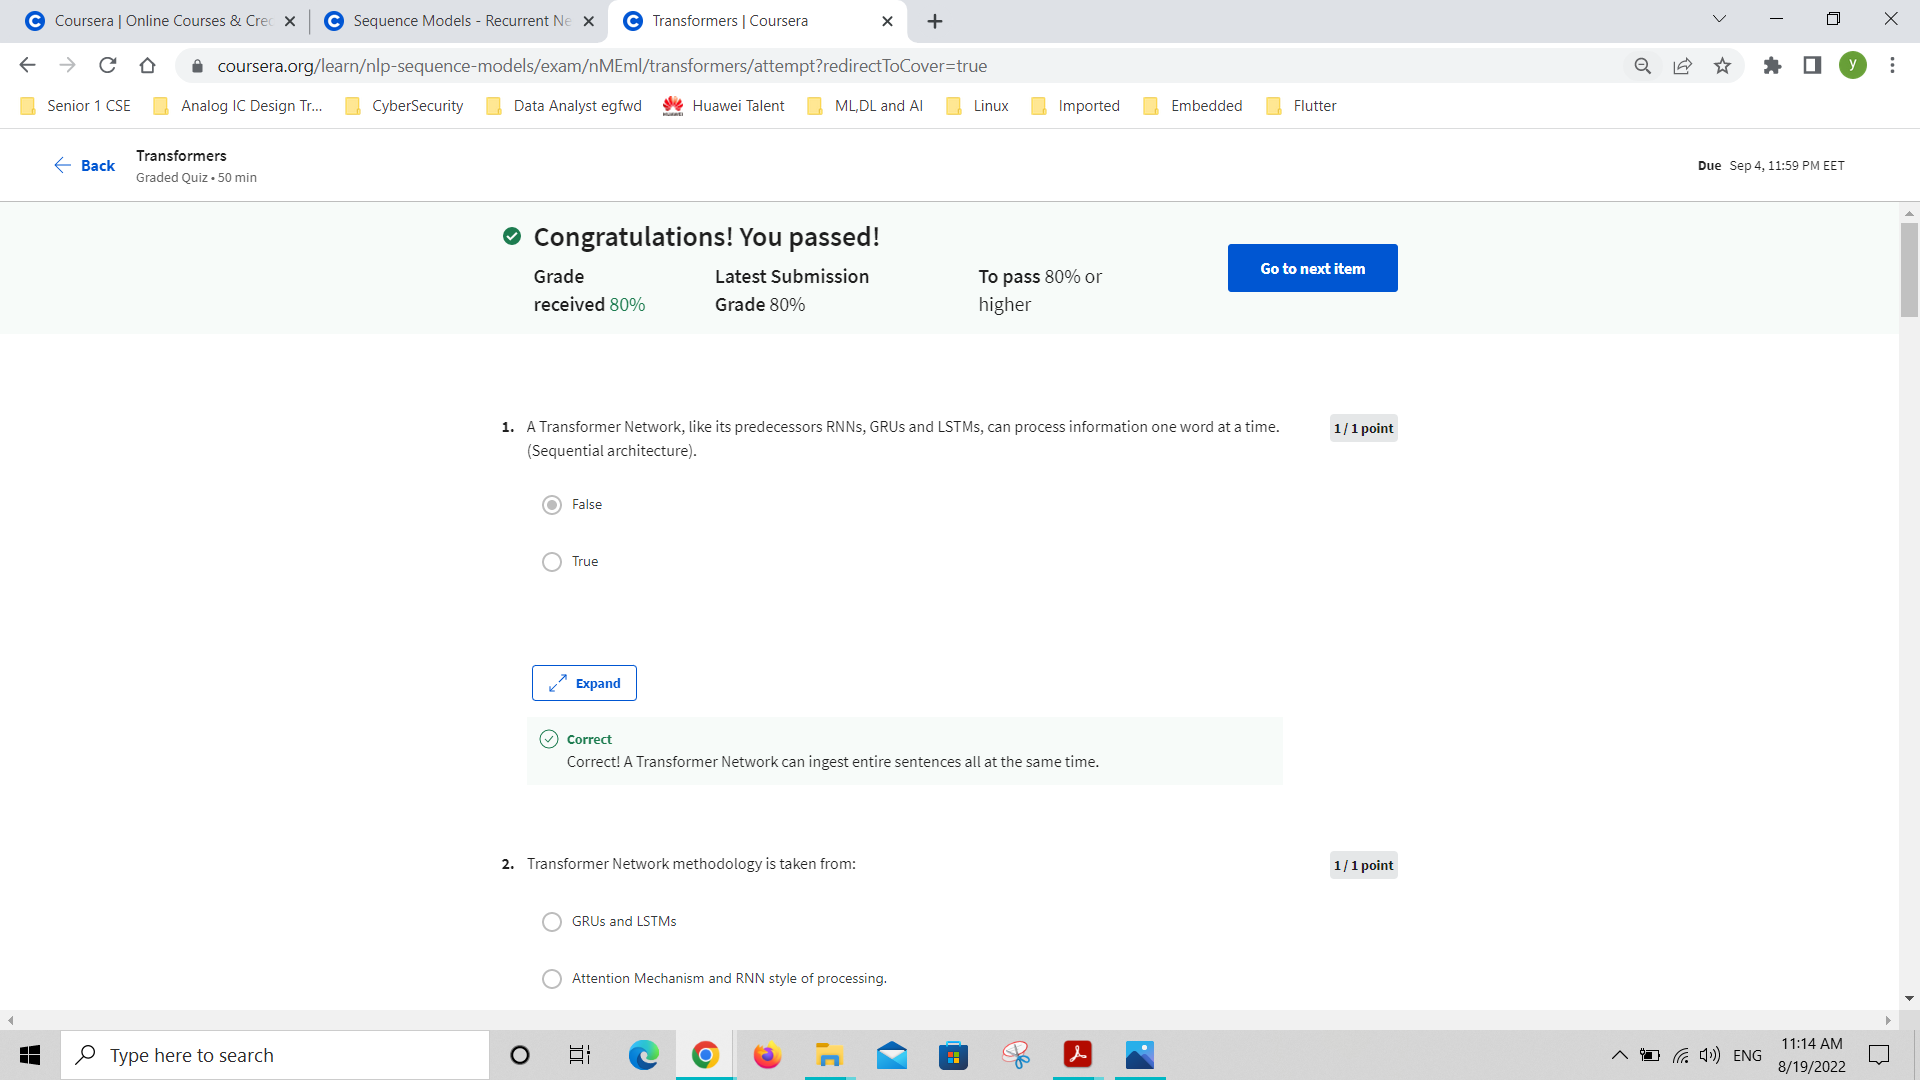 Coursera | Online Courses & Cre
Sequence Models - Recurrent Ne
Transformers | Coursera
coursera.org/learn/nlp-sequence-models/exam/nMEml/transformers/attempt?redirectToCover=true
y
Senior 1 CSE
Analog IC Design Tr...
CyberSecurity
Data Analyst egfwd
Huawei Talent
ML,DL and AI
Linux
Imported
Embedded
Flutter
Back
Transformers
Graded Quiz • 50 min
Due Sep 4, 11:59 PM EET
Congratulations! You passed!
Grade
received 80%
Latest Submission
Grade 80%
To pass 80% or
higher
Go to next item
1. A Transformer Network, like its predecessors RNNs, GRUs and LSTMs, can process information one word at a time.
(Sequential architecture).
1 / 1 point
False
True
Expand
Correct
Correct! A Transformer Network can ingest entire sentences all at the same time.
2. Transformer Network methodology is taken from:
1 / 1 point
GRUs and LSTMs
Attention Mechanism and RNN style of processing.
Type here to search
ENG
11:14 AM
8/19/2022